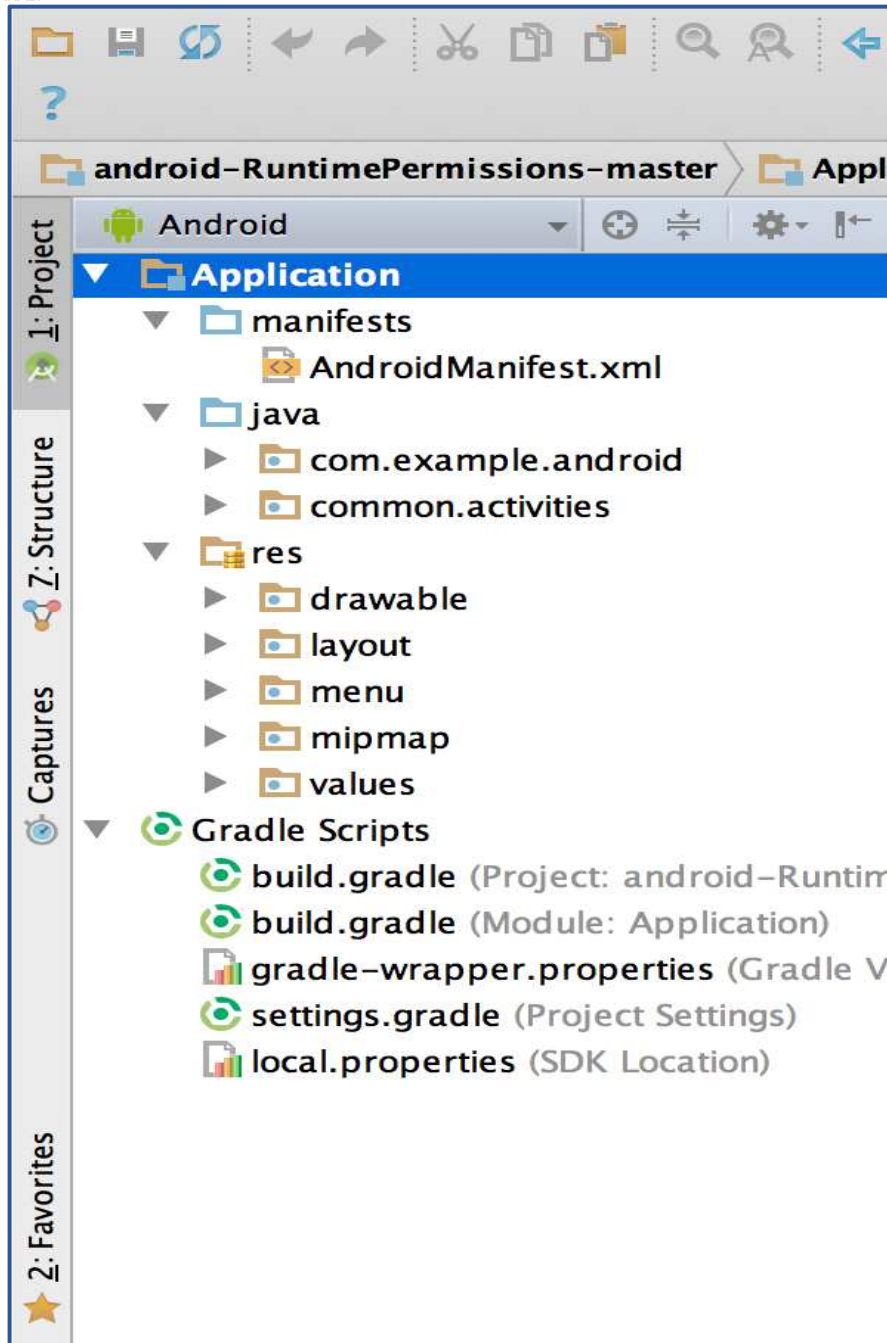 ?
android-RuntimePermissions-master Appl
Android
1: Project
Application
manifests
AndroidManifest.xml
java
com.example.android
common.activities
7: Structure
res
drawable
layout
menu
mipmap
values
Captures
Gradle Scripts
build.gradle (Project: android-Runtim
build.gradle (Module: Application)
gradle-wrapper.properties (Gradle V
settings.gradle (Project Settings)
local.properties (SDK Location)
2: Favorites